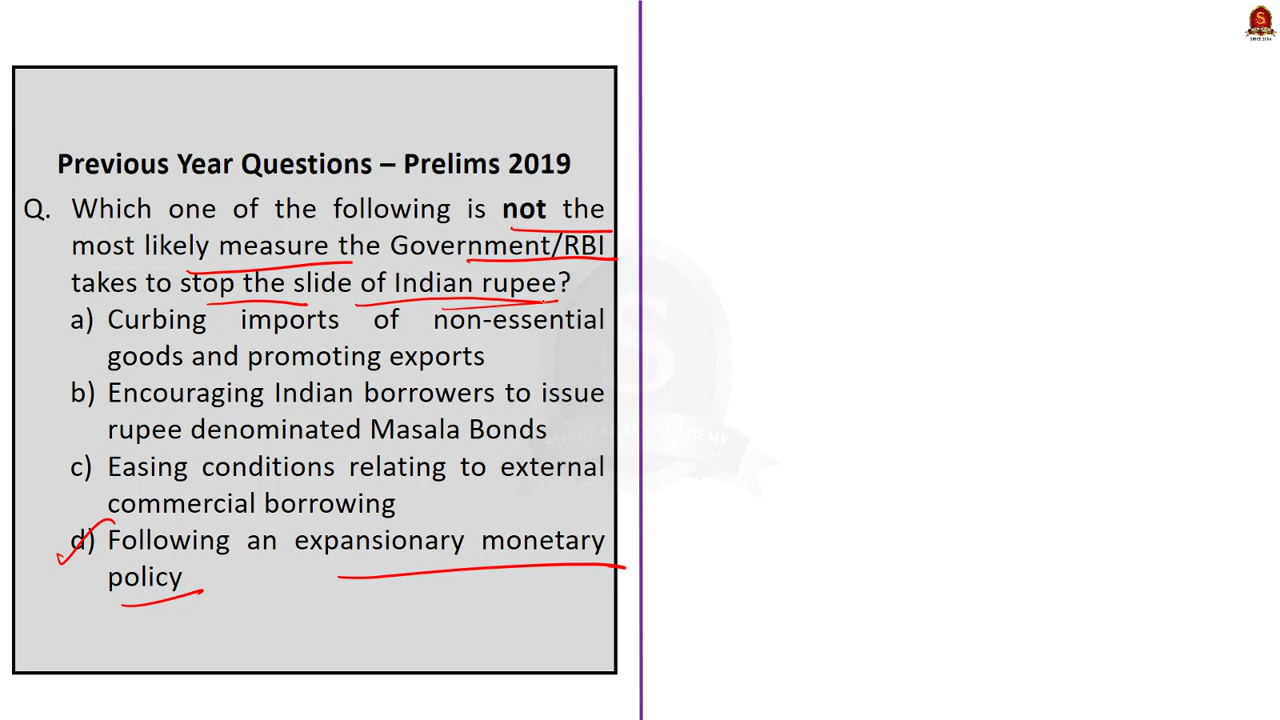 Previous Year Questions – Prelims 2019
Q. Which one of the following is not the
most likely measure the Government/RBI
takes to stop the slide of Indian rupee?
a) Curbing imports of non-essential
goods and promoting exports
b) Encouraging Indian borrowers to issue
rupee denominated Masala Bonds
c) Easing conditions relating to external
commercial borrowing
d) Following an expansionary monetary
policy